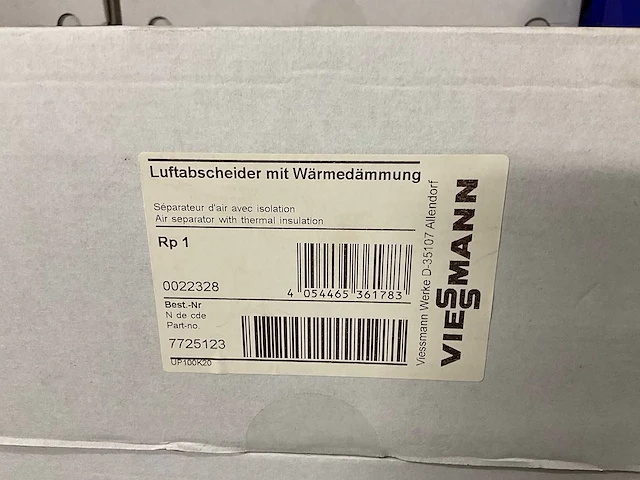 Luftabscheider mit Wärmedämmung
Séparateur d'air avec isolation
Air separator with thermal insulation
Rp 1
0022328
4 054465 361783
Best.-Nr
N de cde
Part-no.
7725123
UP100K20
Viessmann Werke D-35107 Allendorf
VIESSMANN